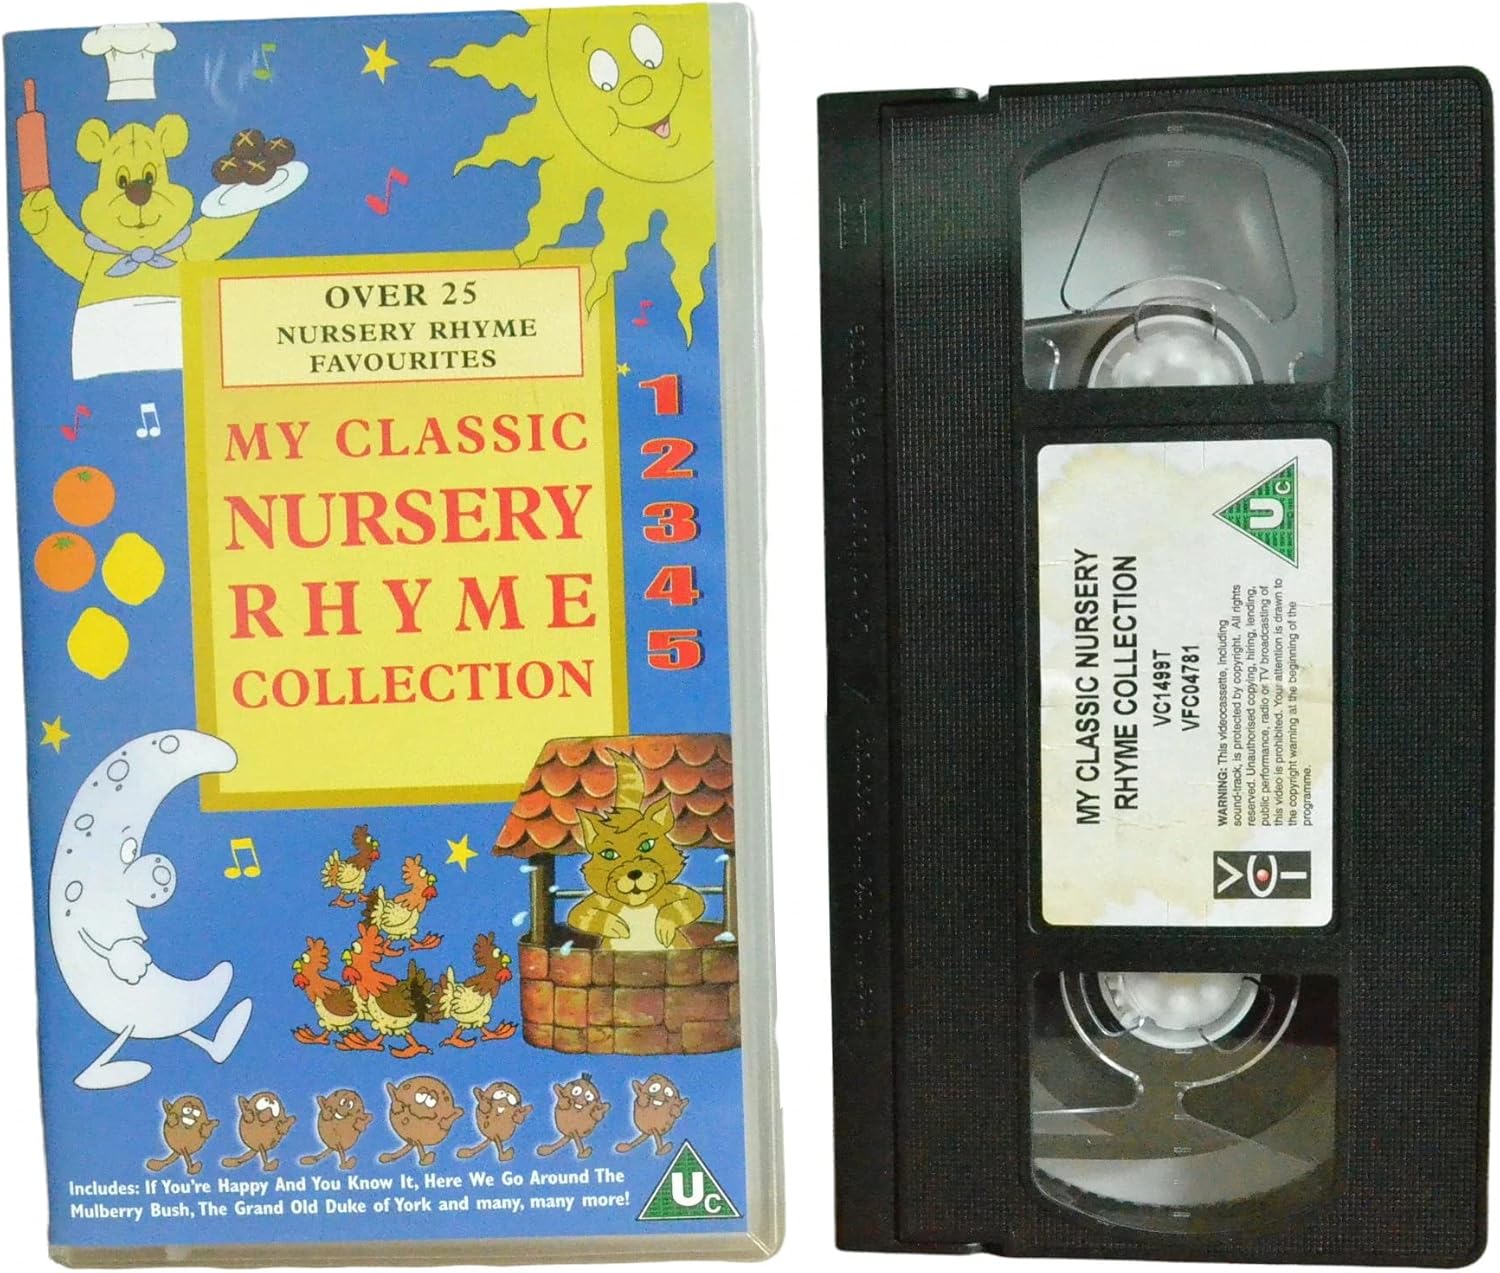 OVER 25
NURSERY RHYME
FAVOURITES
MY CLASSIC
NURSERY
RHYME
COLLECTION
1
2
3
4
5
Includes: If You're Happy And You Know It, Here We Go Around The
Mulberry Bush, The Grand Old Duke of York and many, many more!
Uc
MY CLASSIC NURSERY
RHYME COLLECTION
VC1499T
VFC04781
WARNING: This videocassette, including
sound-track, is protected by copyright. All rights
reserved. Unauthorised copying, hiring, lending,
public performance, radio or TV broadcasting of
this video is prohibited. Your attention is drawn to
the copyright warning at the beginning of the
programme.
VCI
Uc